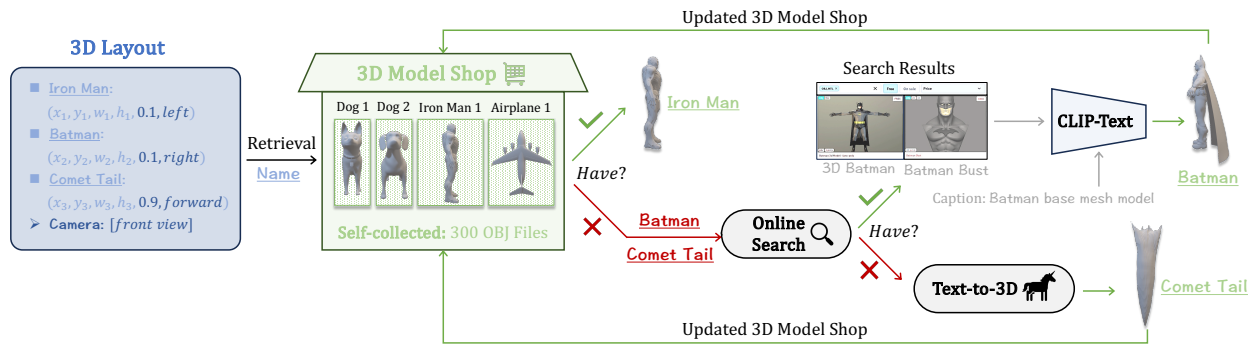 Updated 3D Model Shop
3D Layout
Iron Man:
(x₁, y₁, w₁, h₁, 0.1, left)
Batman:
(x₂, y₂, w₂, h₂, 0.1, right)
Comet Tail:
(x₃, y₃, w₃, h₃, 0.9, forward)
Camera: [front view]
Retrieval
Name
3D Model Shop
Dog 1 Dog 2 Iron Man 1 Airplane 1
Self-collected: 300 OBJ Files
Have?
Iron Man
Batman
Comet Tail
Online
Search
Have?
Search Results
3D Batman Batman Bust
CLIP-Text
Caption: Batman base mesh model
Batman
Text-to-3D
Comet Tail
Updated 3D Model Shop